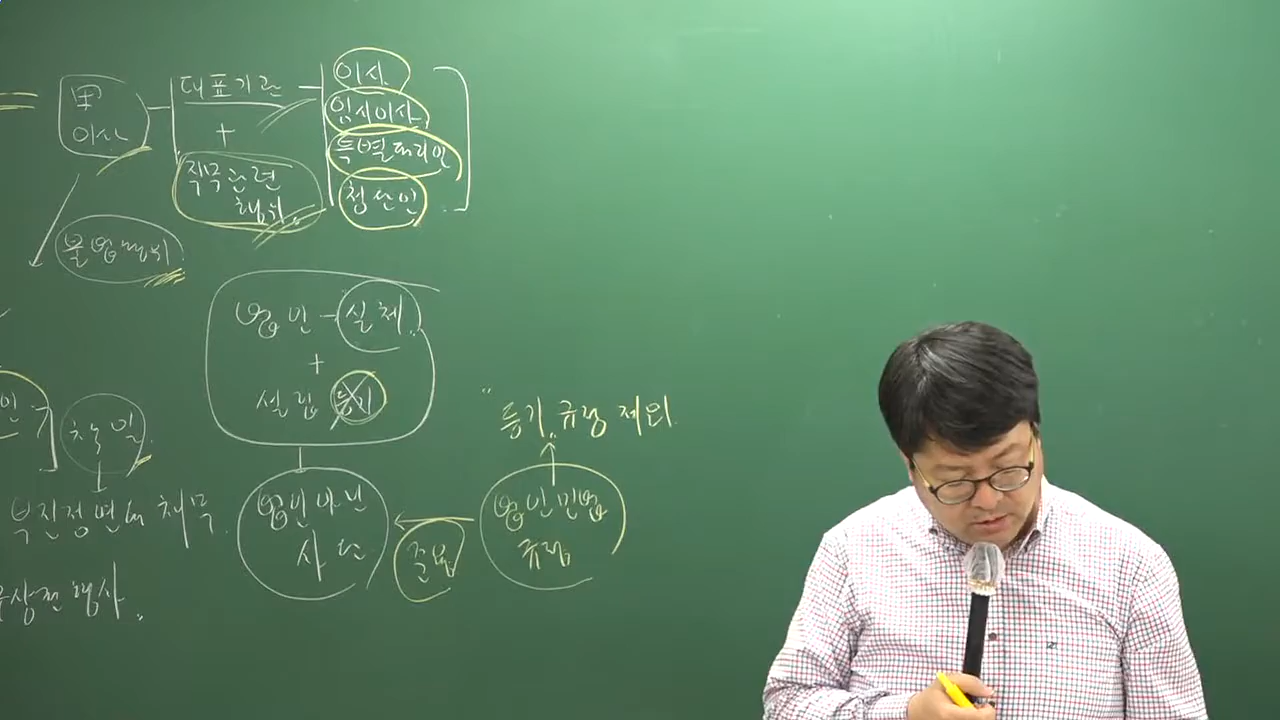 甲
이사
대표기관
+
직무관련
행위
이사
임시이사
특별대리인
청산인
불법행위
법인 - 실체
+
설립 등기
법인 아닌
사단
준용
법인 민법
규정
등기 규정 제외
인
부진정연대 채무
구상권 행사